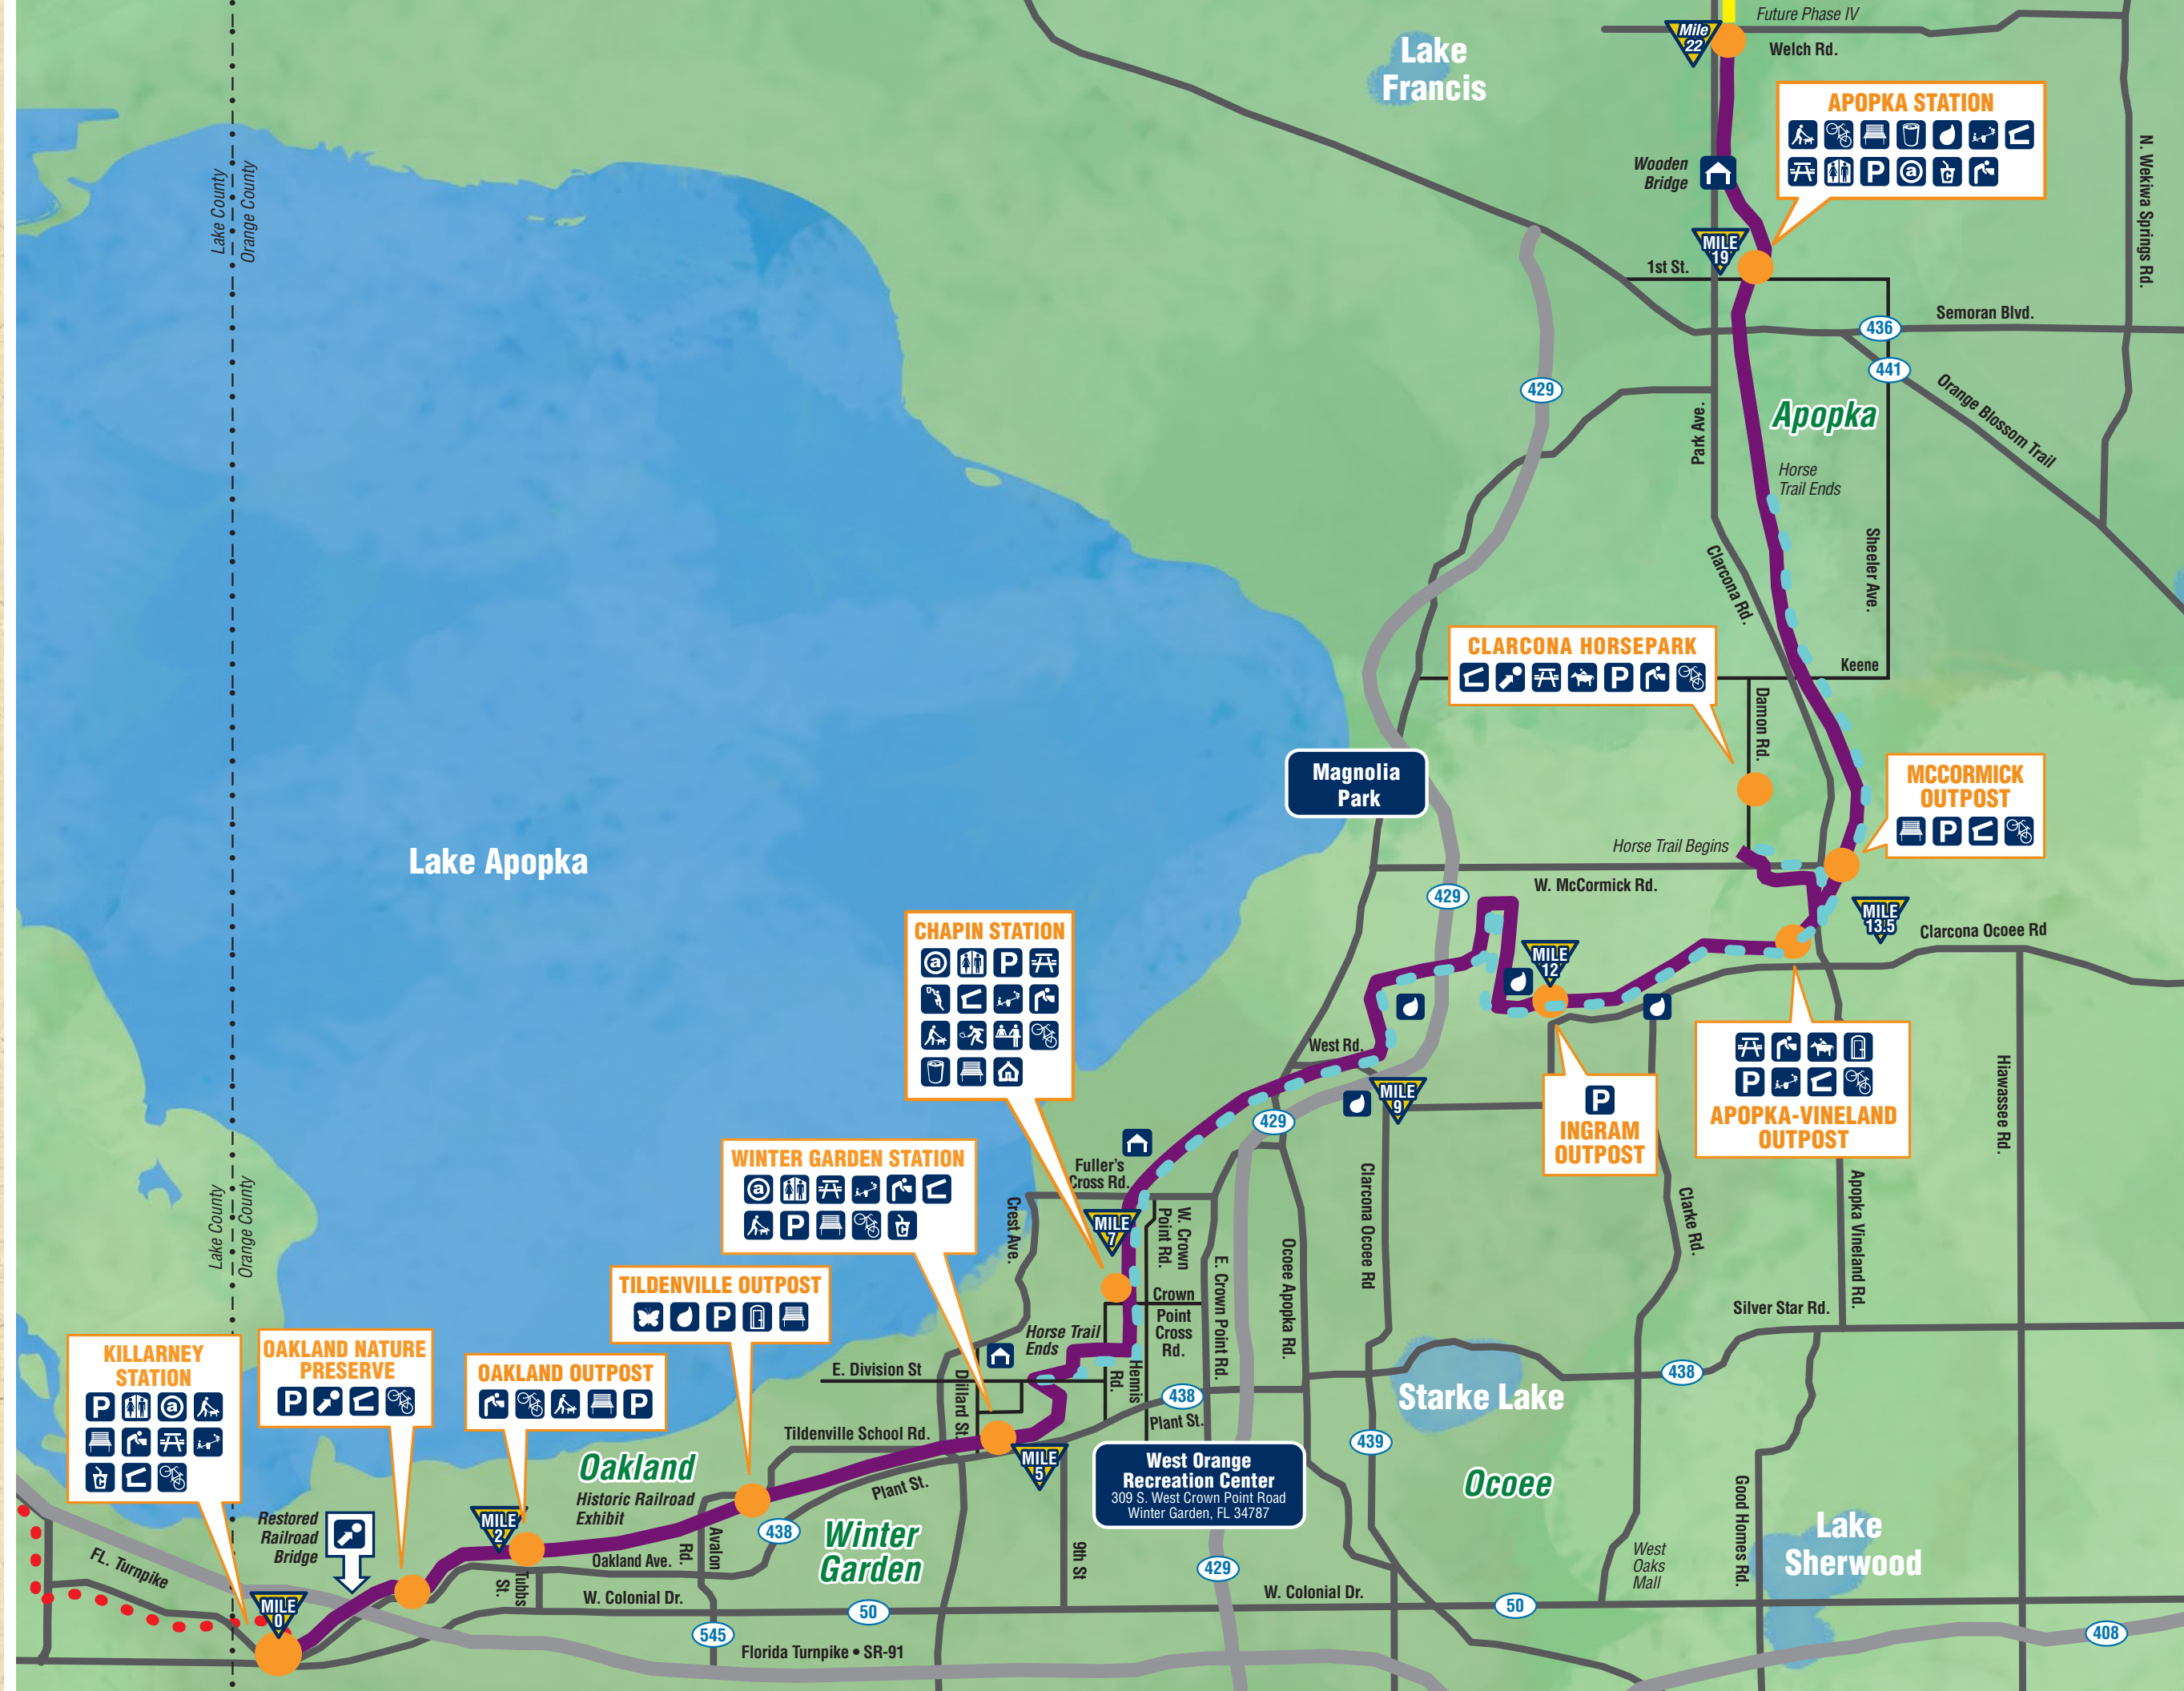 Future Phase IV
Mile
22
Welch Rd.
Lake
Francis
APOPKA STATION
P
@
Wooden
Bridge
N. Wekiwa Springs Rd.
Lake County
Orange County
MILE
19
1st St.
Semoran Blvd.
436
441
429
Orange Blossom Trail
Park Ave.
Apopka
Horse
Trail Ends
Sheeler Ave.
Clarcona Rd.
CLARCONA HORSEPARK
P
Keene
Damon Rd.
Magnolia
Park
MCCORMICK
OUTPOST
P
Lake Apopka
Horse Trail Begins
W. McCormick Rd.
429
MILE
13.5
Clarcona Ocoee Rd
CHAPIN STATION
@
P
MILE
12
West Rd.
MILE
9
P
INGRAM
OUTPOST
P
APOPKA-VINELAND
OUTPOST
Hiawassee Rd.
429
WINTER GARDEN STATION
@
P
Fuller's
Cross Rd.
Crest Ave.
MILE
7
W. Crown
Point Rd.
E. Crown Point Rd.
Ocoee Apopka Rd.
Clarcona Ocoee Rd
Clarke Rd.
Apopka Vineland Rd.
Lake County
Orange County
TILDENVILLE OUTPOST
P
Crown
Point
Cross
Rd.
Silver Star Rd.
Horse Trail
Ends
KILLARNEY
STATION
P
@
OAKLAND NATURE
PRESERVE
P
OAKLAND OUTPOST
P
E. Division St
Dillard St.
Hennis
Rd.
438
438
Plant St.
Starke Lake
Tildenville School Rd.
MILE
5
439
West Orange
Recreation Center
309 S. West Crown Point Road
Winter Garden, FL 34787
Ocoee
Oakland
Historic Railroad
Exhibit
Plant St.
Restored
Railroad
Bridge
MILE
2
438
Winter
Garden
Avalon
Rd.
Oakland Ave.
Tubbs
St.
9th St
429
West
Oaks
Mall
Good Homes Rd.
Lake
Sherwood
FL. Turnpike
MILE
0
W. Colonial Dr.
50
W. Colonial Dr.
50
545
Florida Turnpike • SR-91
408